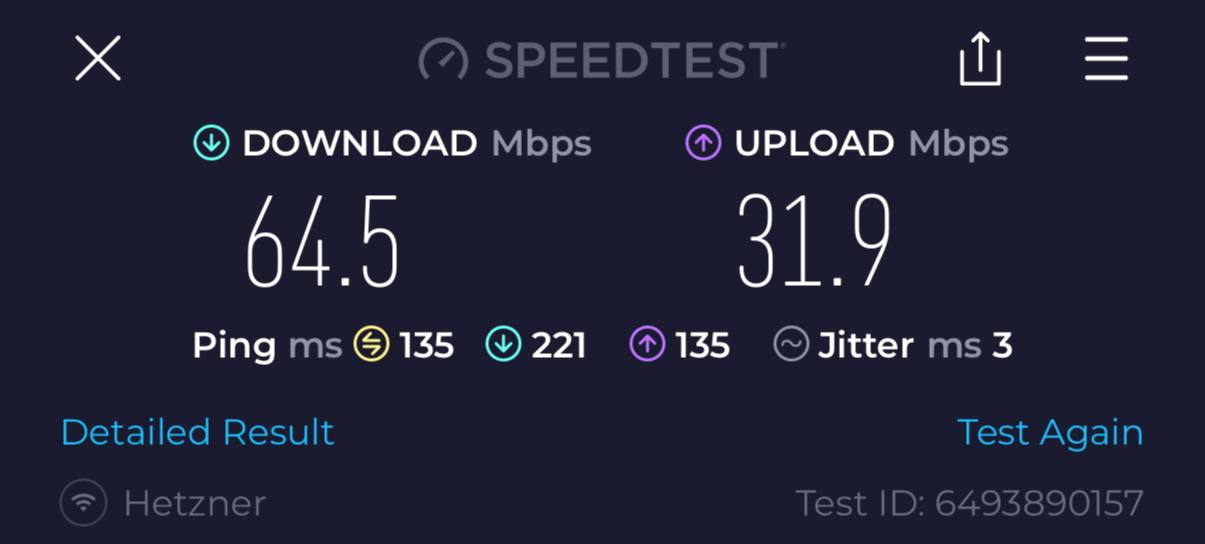 SPEEDTEST
DOWNLOAD Mbps UPLOAD Mbps
64.5 31.9
Ping ms 135 221 135 Jitter ms 3
Detailed Result Test Again
Hetzner Test ID: 6493890157